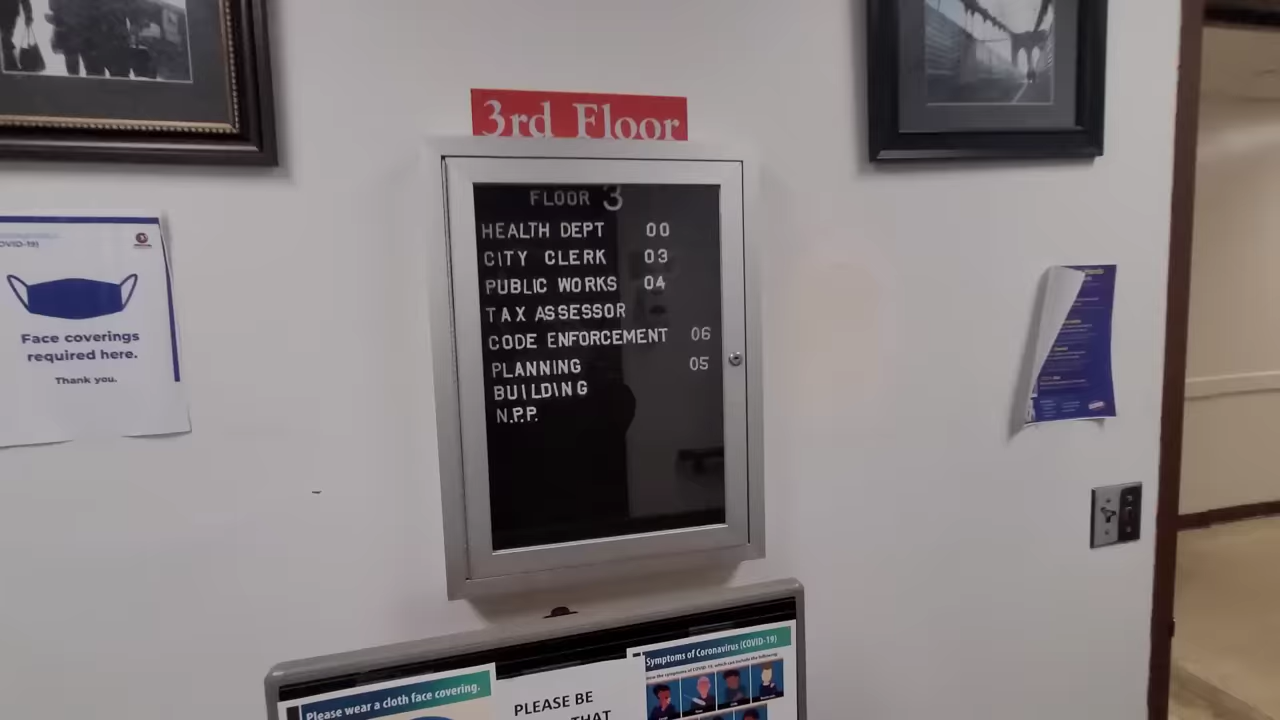 3rd Floor
FLOOR 3
HEALTH DEPT 00
CITY CLERK 03
PUBLIC WORKS 04
TAX ASSESSOR
CODE ENFORCEMENT 06
PLANNING 05
BUILDING
N.P.P.
Face coverings
required here.
Thank you.
Please wear a cloth face covering.
PLEASE BE
THAT
Symptoms of Coronavirus (COVID-19)